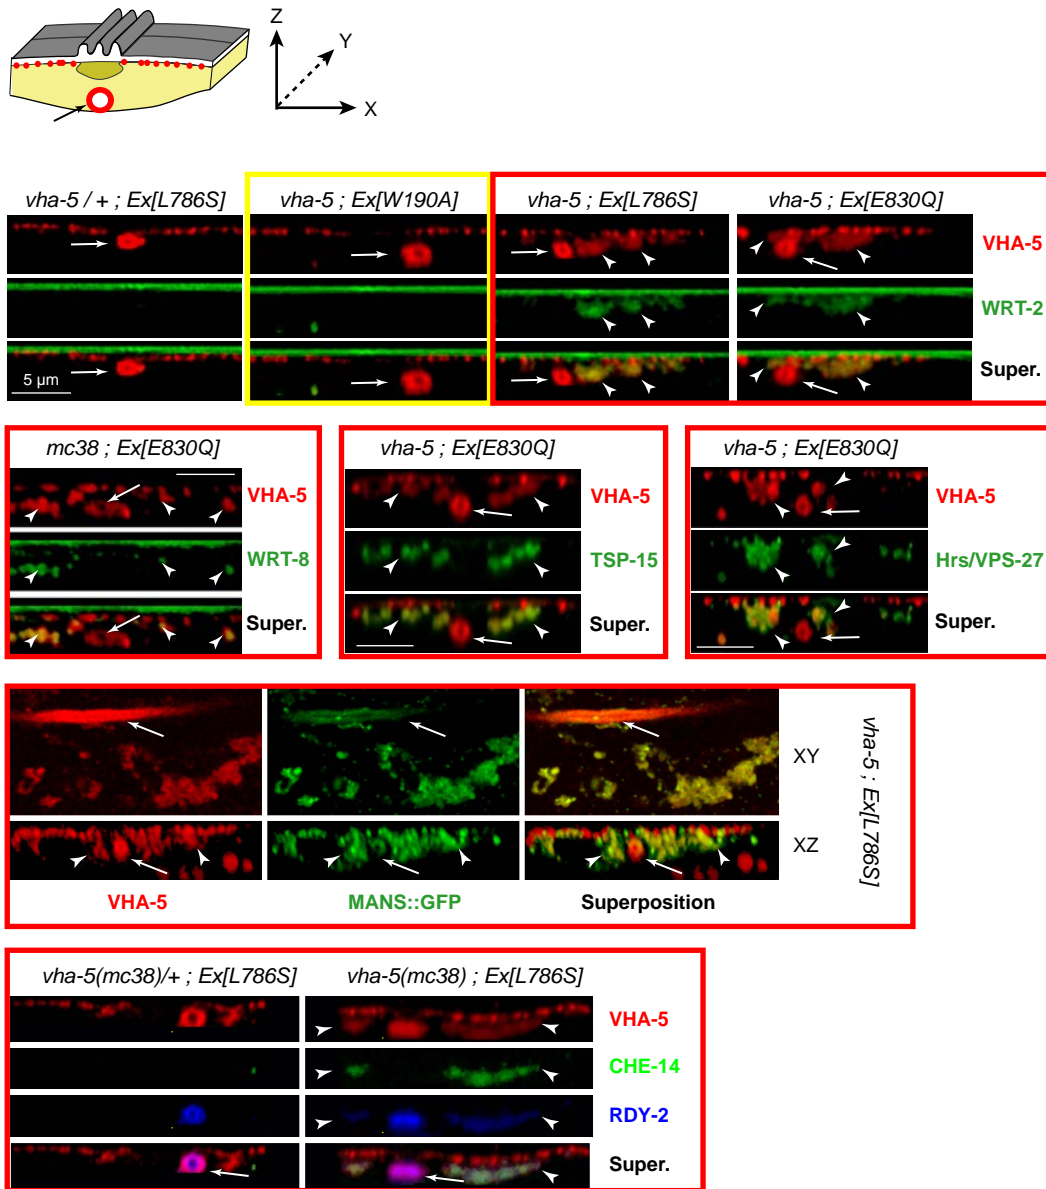 Z
Y
X
vha-5 / + ; Ex[L786S]
vha-5 ; Ex[W190A]
vha-5 ; Ex[L786S]
vha-5 ; Ex[E830Q]
VHA-5
WRT-2
Super.
5 µm
mc38 ; Ex[E830Q]
VHA-5
WRT-8
Super.
vha-5 ; Ex[E830Q]
VHA-5
TSP-15
Super.
vha-5 ; Ex[E830Q]
VHA-5
Hrs/VPS-27
Super.
XY
XZ
vha-5 ; Ex[L786S]
VHA-5
MANS::GFP
Superposition
vha-5(mc38)/+ ; Ex[L786S]
vha-5(mc38) ; Ex[L786S]
VHA-5
CHE-14
RDY-2
Super.